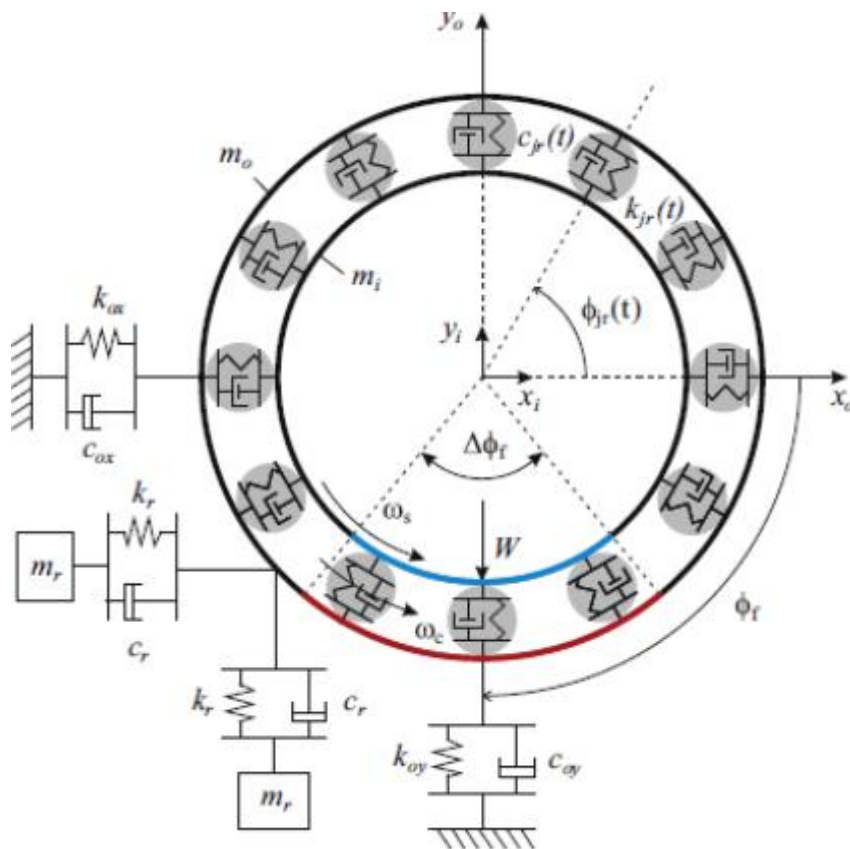 y_o
c_jr(t)
m_o
k_jr(t)
m_i
k_ox
ϕ_jr(t)
y_i
x_i
x_o
c_ox
Δϕ_f
k_r
ω_s
W
m_r
ϕ_f
c_r
ω_c
k_r
c_r
k_oy
c_oy
m_r